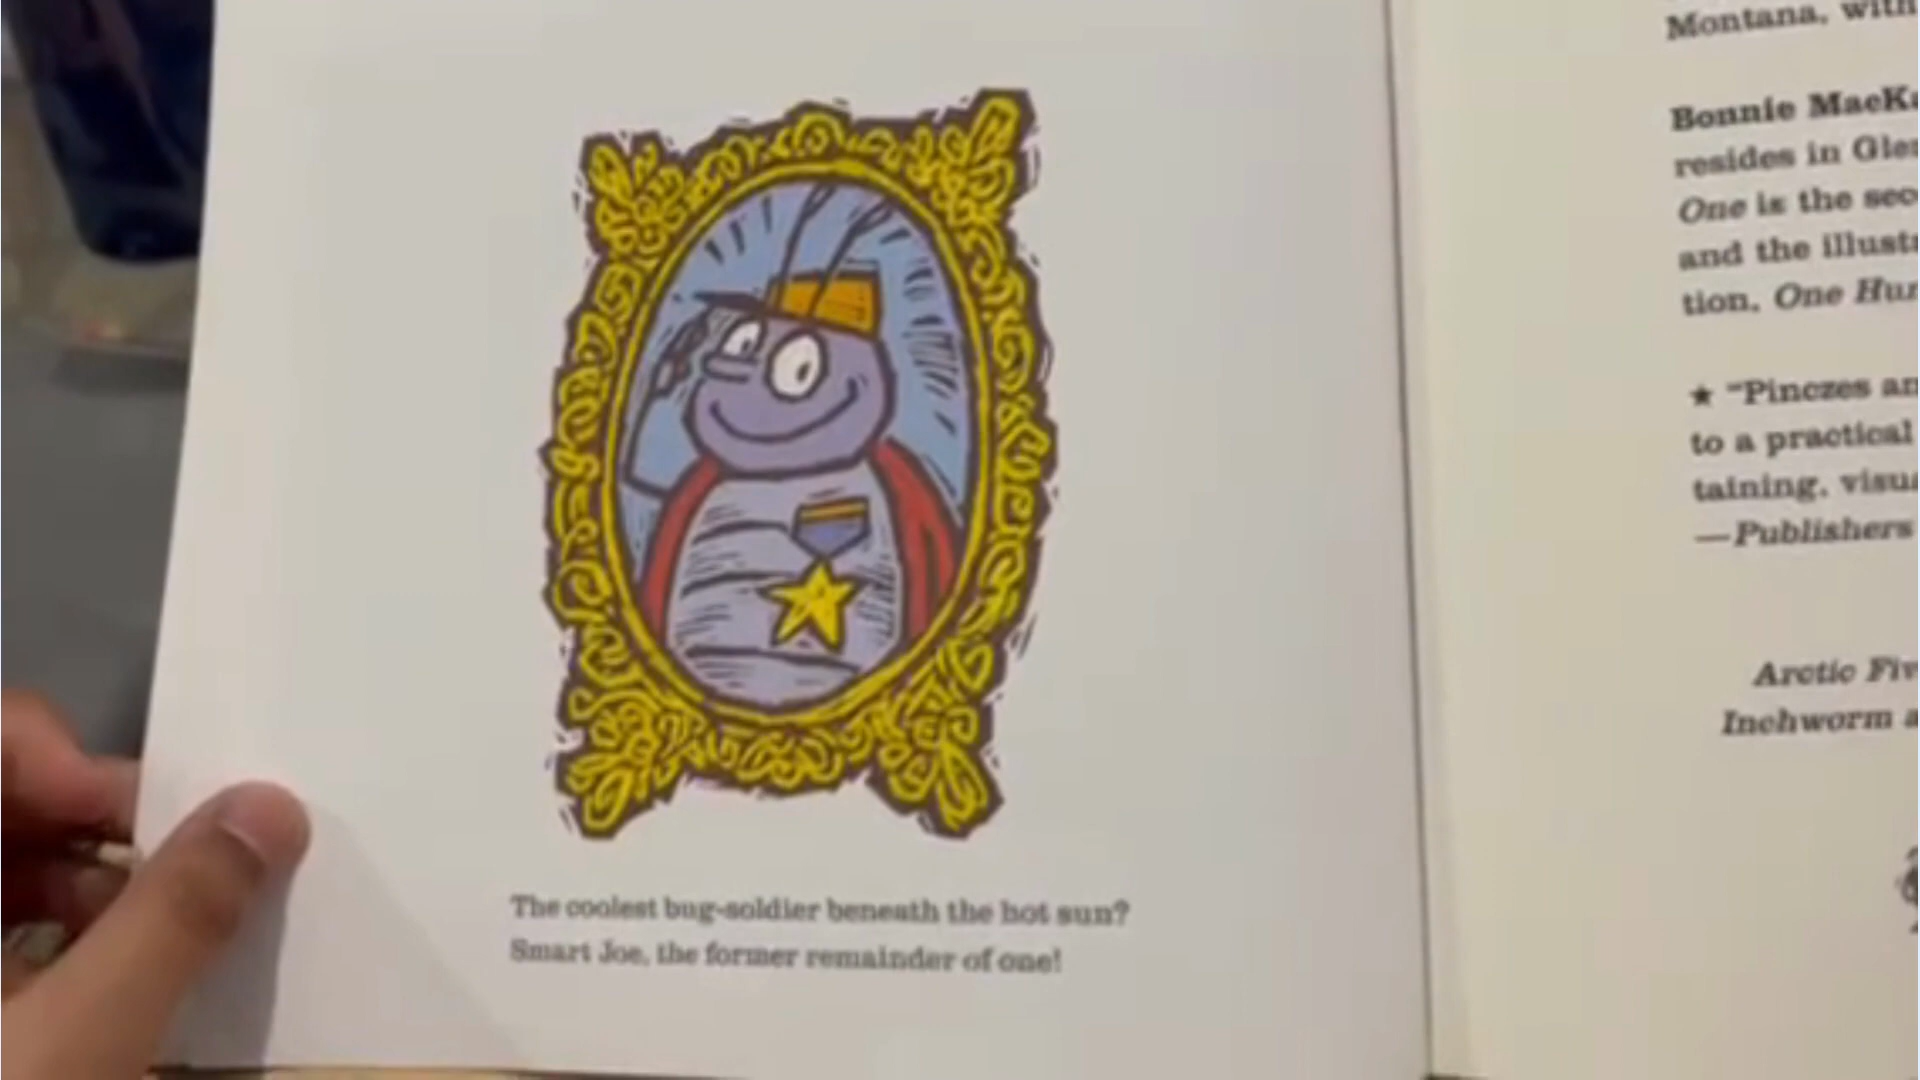 The coolest bug-soldier beneath the hot sun?
Smart Joe, the former remainder of one!
Montana, with
Bonnie MacKa
resides in Gle
One is the sec
and the illust
tion, One Hu
★ "Pinczes an
to a practical
taining, visu
—Publishers
Arctic Fiv
Inchworm a